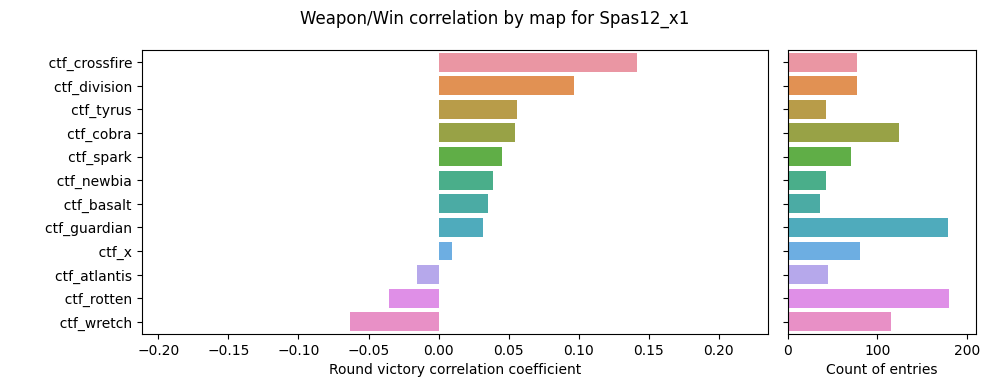 Weapon/Win correlation by map for Spas12_x1
ctf_crossfire
ctf_division
ctf_tyrus
ctf_cobra
ctf_spark
ctf_newbia
ctf_basalt
ctf_guardian
ctf_x
ctf_atlantis
ctf_rotten
ctf_wretch
−0.20 −0.15 −0.10 −0.05 0.00 0.05 0.10 0.15 0.20
Round victory correlation coefficient
0 100 200
Count of entries